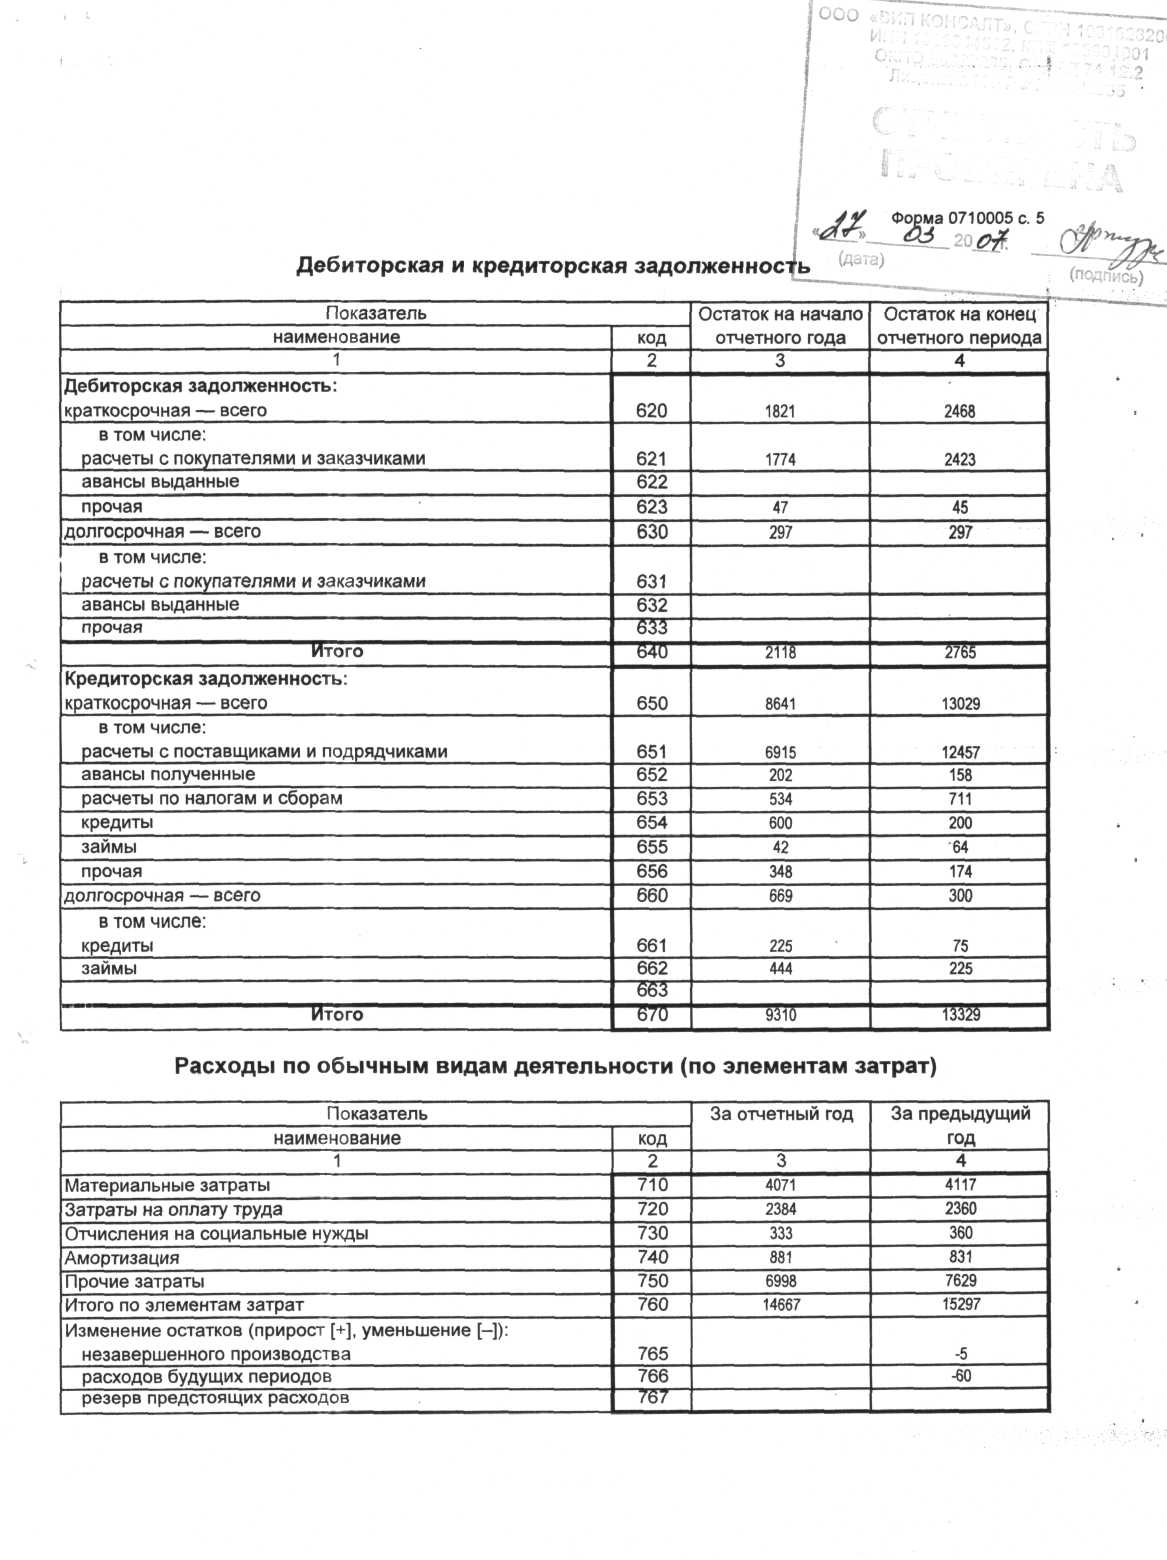 ООО «ВИП КОНСАЛТ»,
Форма 0710005 с. 5
«27» 03 2007 г.
(дата)
(подпись)
Дебиторская и кредиторская задолженность
Показатель Остаток на начало отчетного года Остаток на конец отчетного периода
наименование код
1 2 3 4
Дебиторская задолженность:
краткосрочная — всего 620 1821 2468
в том числе:
расчеты с покупателями и заказчиками 621 1774 2423
авансы выданные 622
прочая 623 47 45
долгосрочная — всего 630 297 297
в том числе:
расчеты с покупателями и заказчиками 631
авансы выданные 632
прочая 633
Итого 640 2118 2765
Кредиторская задолженность:
краткосрочная — всего 650 8641 13029
в том числе:
расчеты с поставщиками и подрядчиками 651 6915 12457
авансы полученные 652 202 158
расчеты по налогам и сборам 653 534 711
кредиты 654 600 200
займы 655 42 64
прочая 656 348 174
долгосрочная — всего 660 669 300
в том числе:
кредиты 661 225 75
займы 662 444 225
663
Итого 670 9310 13329
Расходы по обычным видам деятельности (по элементам затрат)
Показатель За отчетный год За предыдущий год
наименование код
1 2 3 4
Материальные затраты 710 4071 4117
Затраты на оплату труда 720 2384 2360
Отчисления на социальные нужды 730 333 360
Амортизация 740 881 831
Прочие затраты 750 6998 7629
Итого по элементам затрат 760 14667 15297
Изменение остатков (прирост [+], уменьшение [–]):
незавершенного производства 765 -5
расходов будущих периодов 766 -60
резерв предстоящих расходов 767